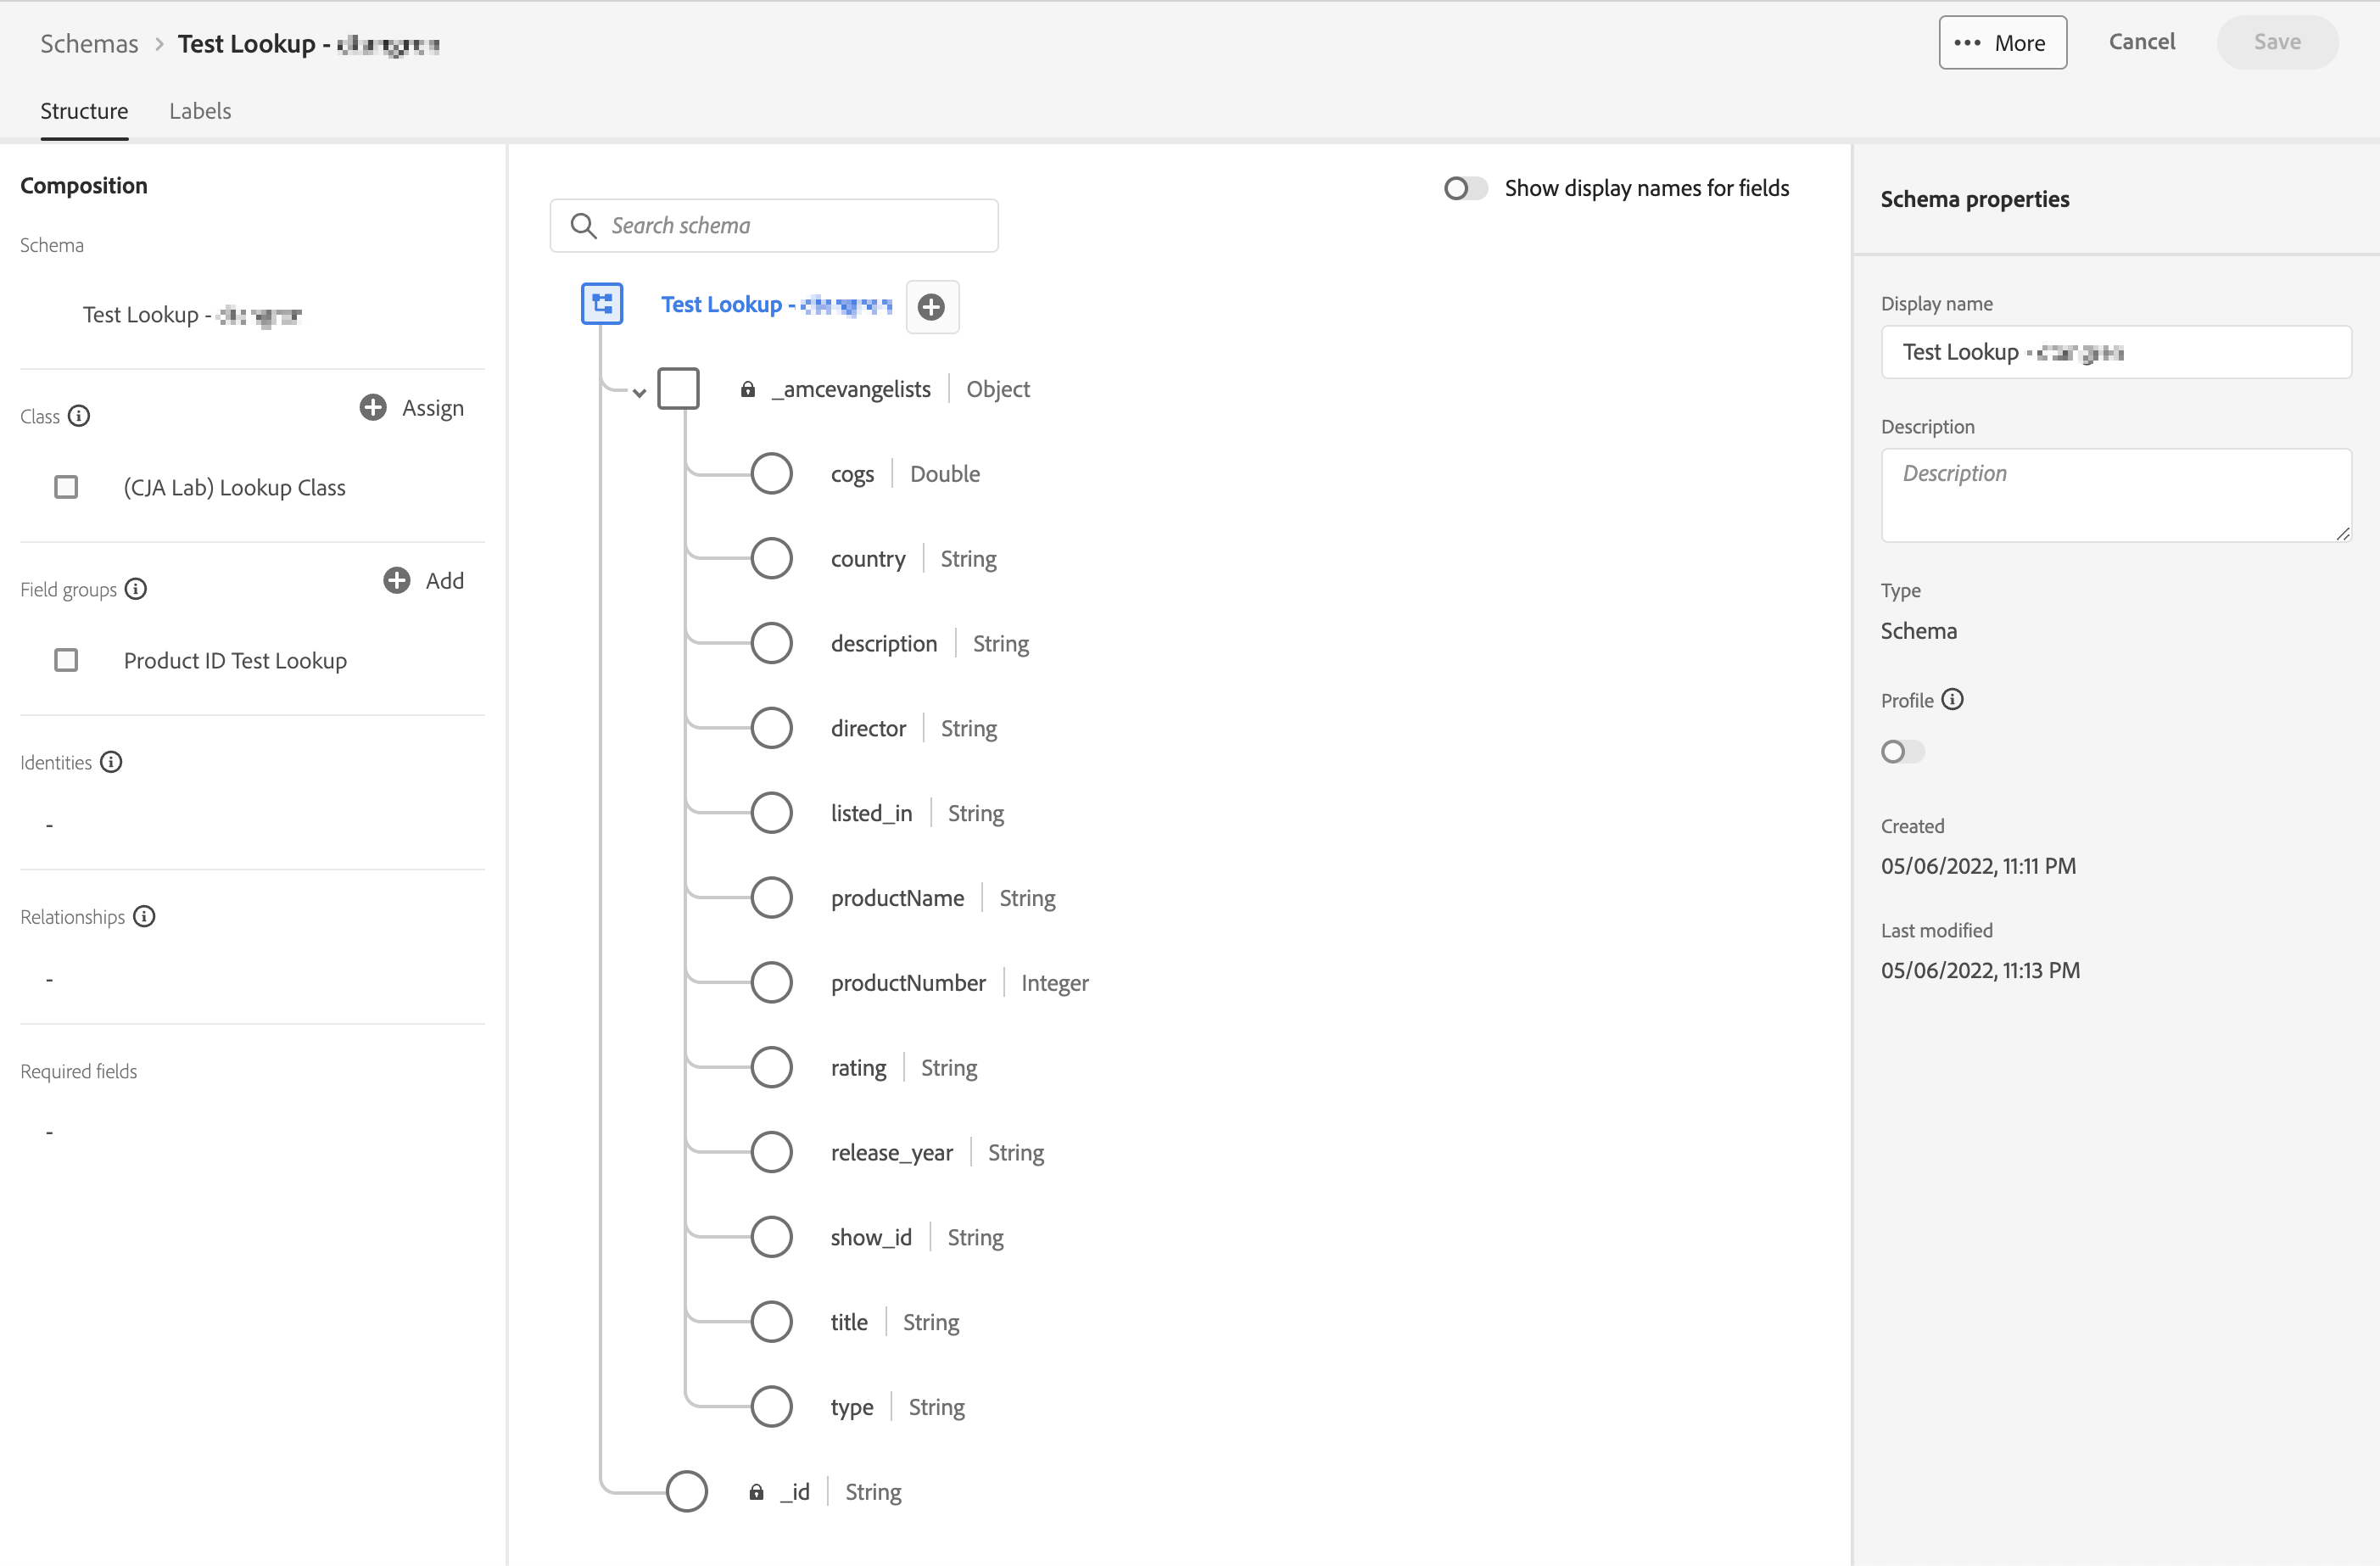 Schemas > Test Lookup -
••• More
Cancel
Save
Structure
Labels
Composition
Schema
Test Lookup -
Class
Assign
(CJA Lab) Lookup Class
Field groups
Add
Product ID Test Lookup
Identities
-
Relationships
-
Required fields
-
Show display names for fields
Search schema
Test Lookup -
_amcevangelists | Object
cogs | Double
country | String
description | String
director | String
listed_in | String
productName | String
productNumber | Integer
rating | String
release_year | String
show_id | String
title | String
type | String
_id | String
Schema properties
Display name
Test Lookup -
Description
Description
Type
Schema
Profile
Created
05/06/2022, 11:11 PM
Last modified
05/06/2022, 11:13 PM